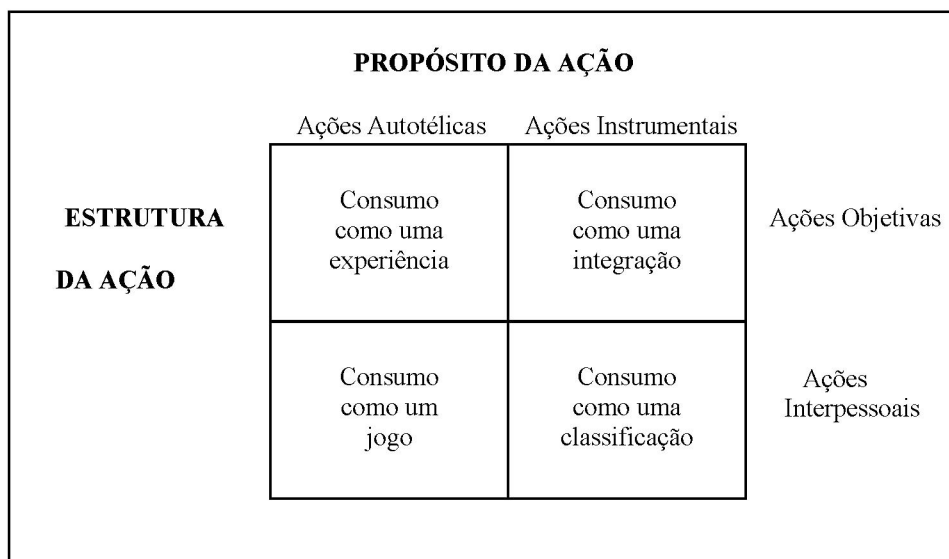 PROPÓSITO DA AÇÃO
Ações Autotélicas Ações Instrumentais
ESTRUTURA
DA AÇÃO
Consumo
como uma
experiência
Consumo
como uma
integração
Ações Objetivas
Consumo
como um
jogo
Consumo
como uma
classificação
Ações
Interpessoais